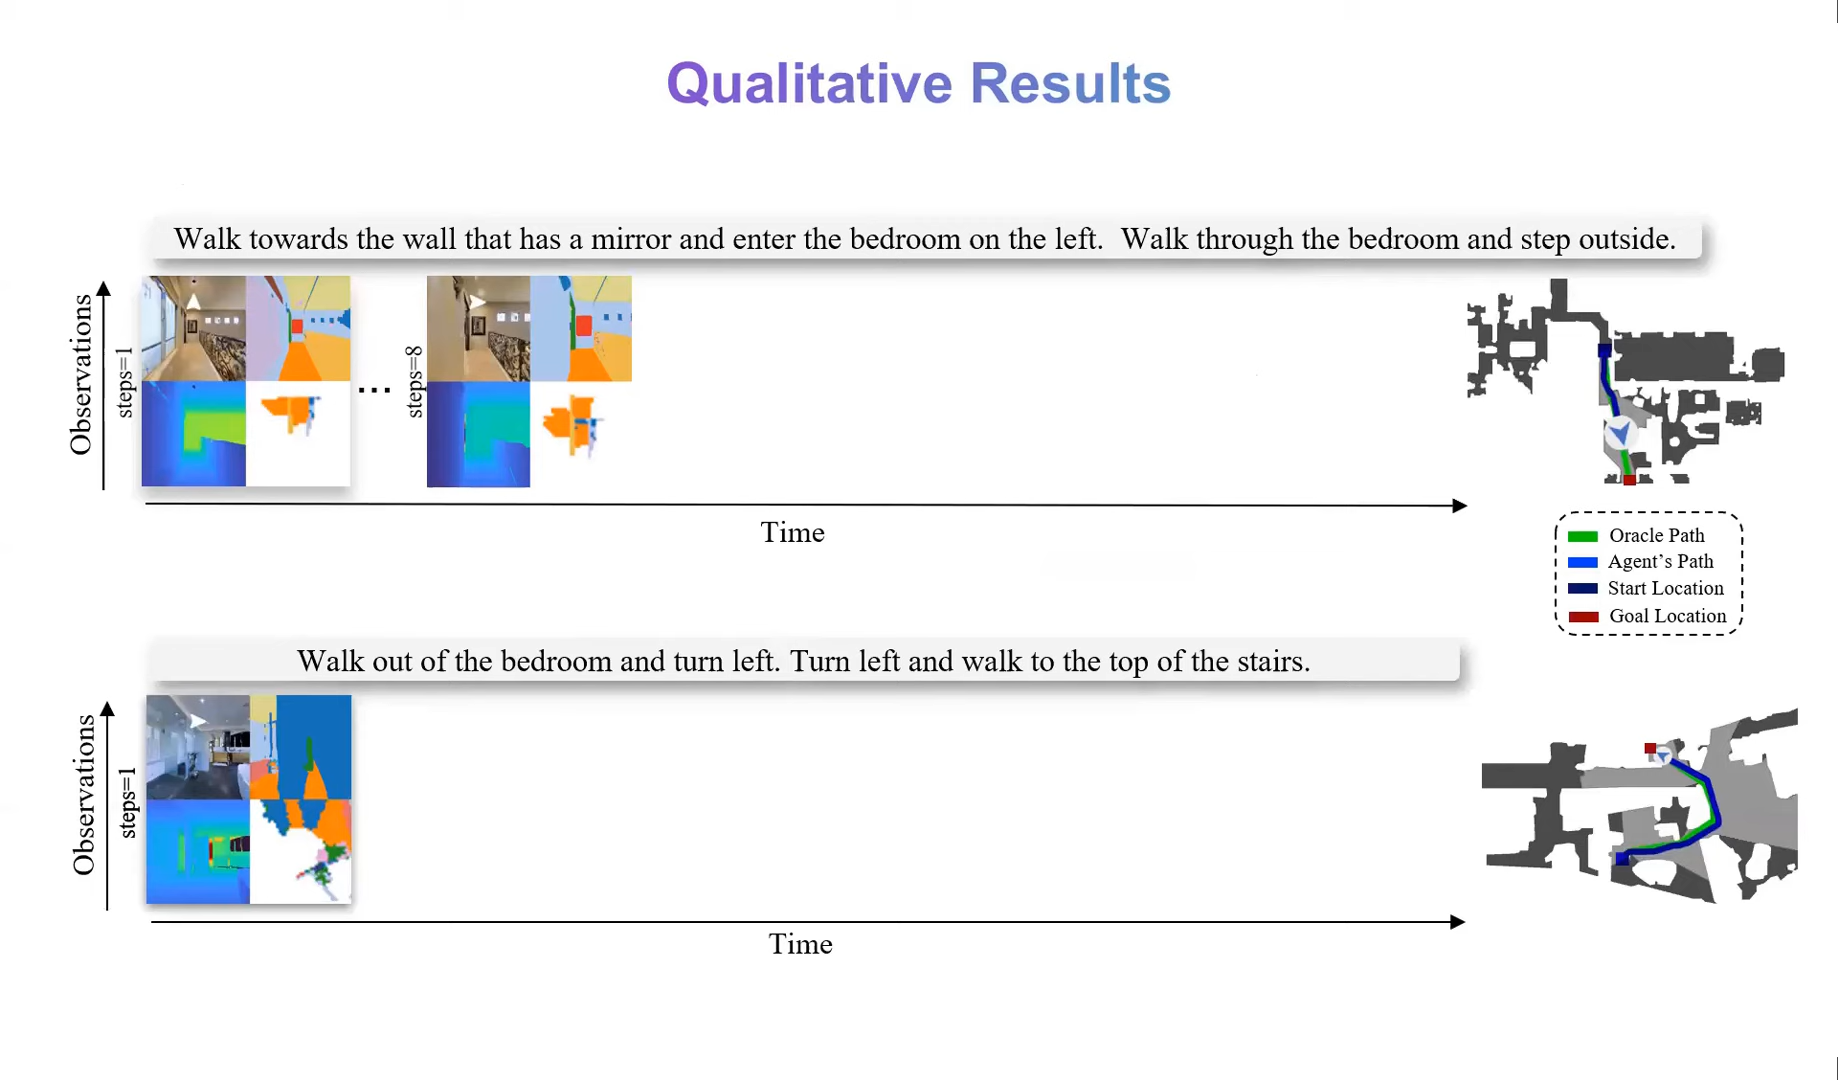 Qualitative Results
Walk towards the wall that has a mirror and enter the bedroom on the left. Walk through the bedroom and step outside.
Observations
steps=1
...
steps=8
Time
Oracle Path
Agent's Path
Start Location
Goal Location
Walk out of the bedroom and turn left. Turn left and walk to the top of the stairs.
Observations
steps=1
Time